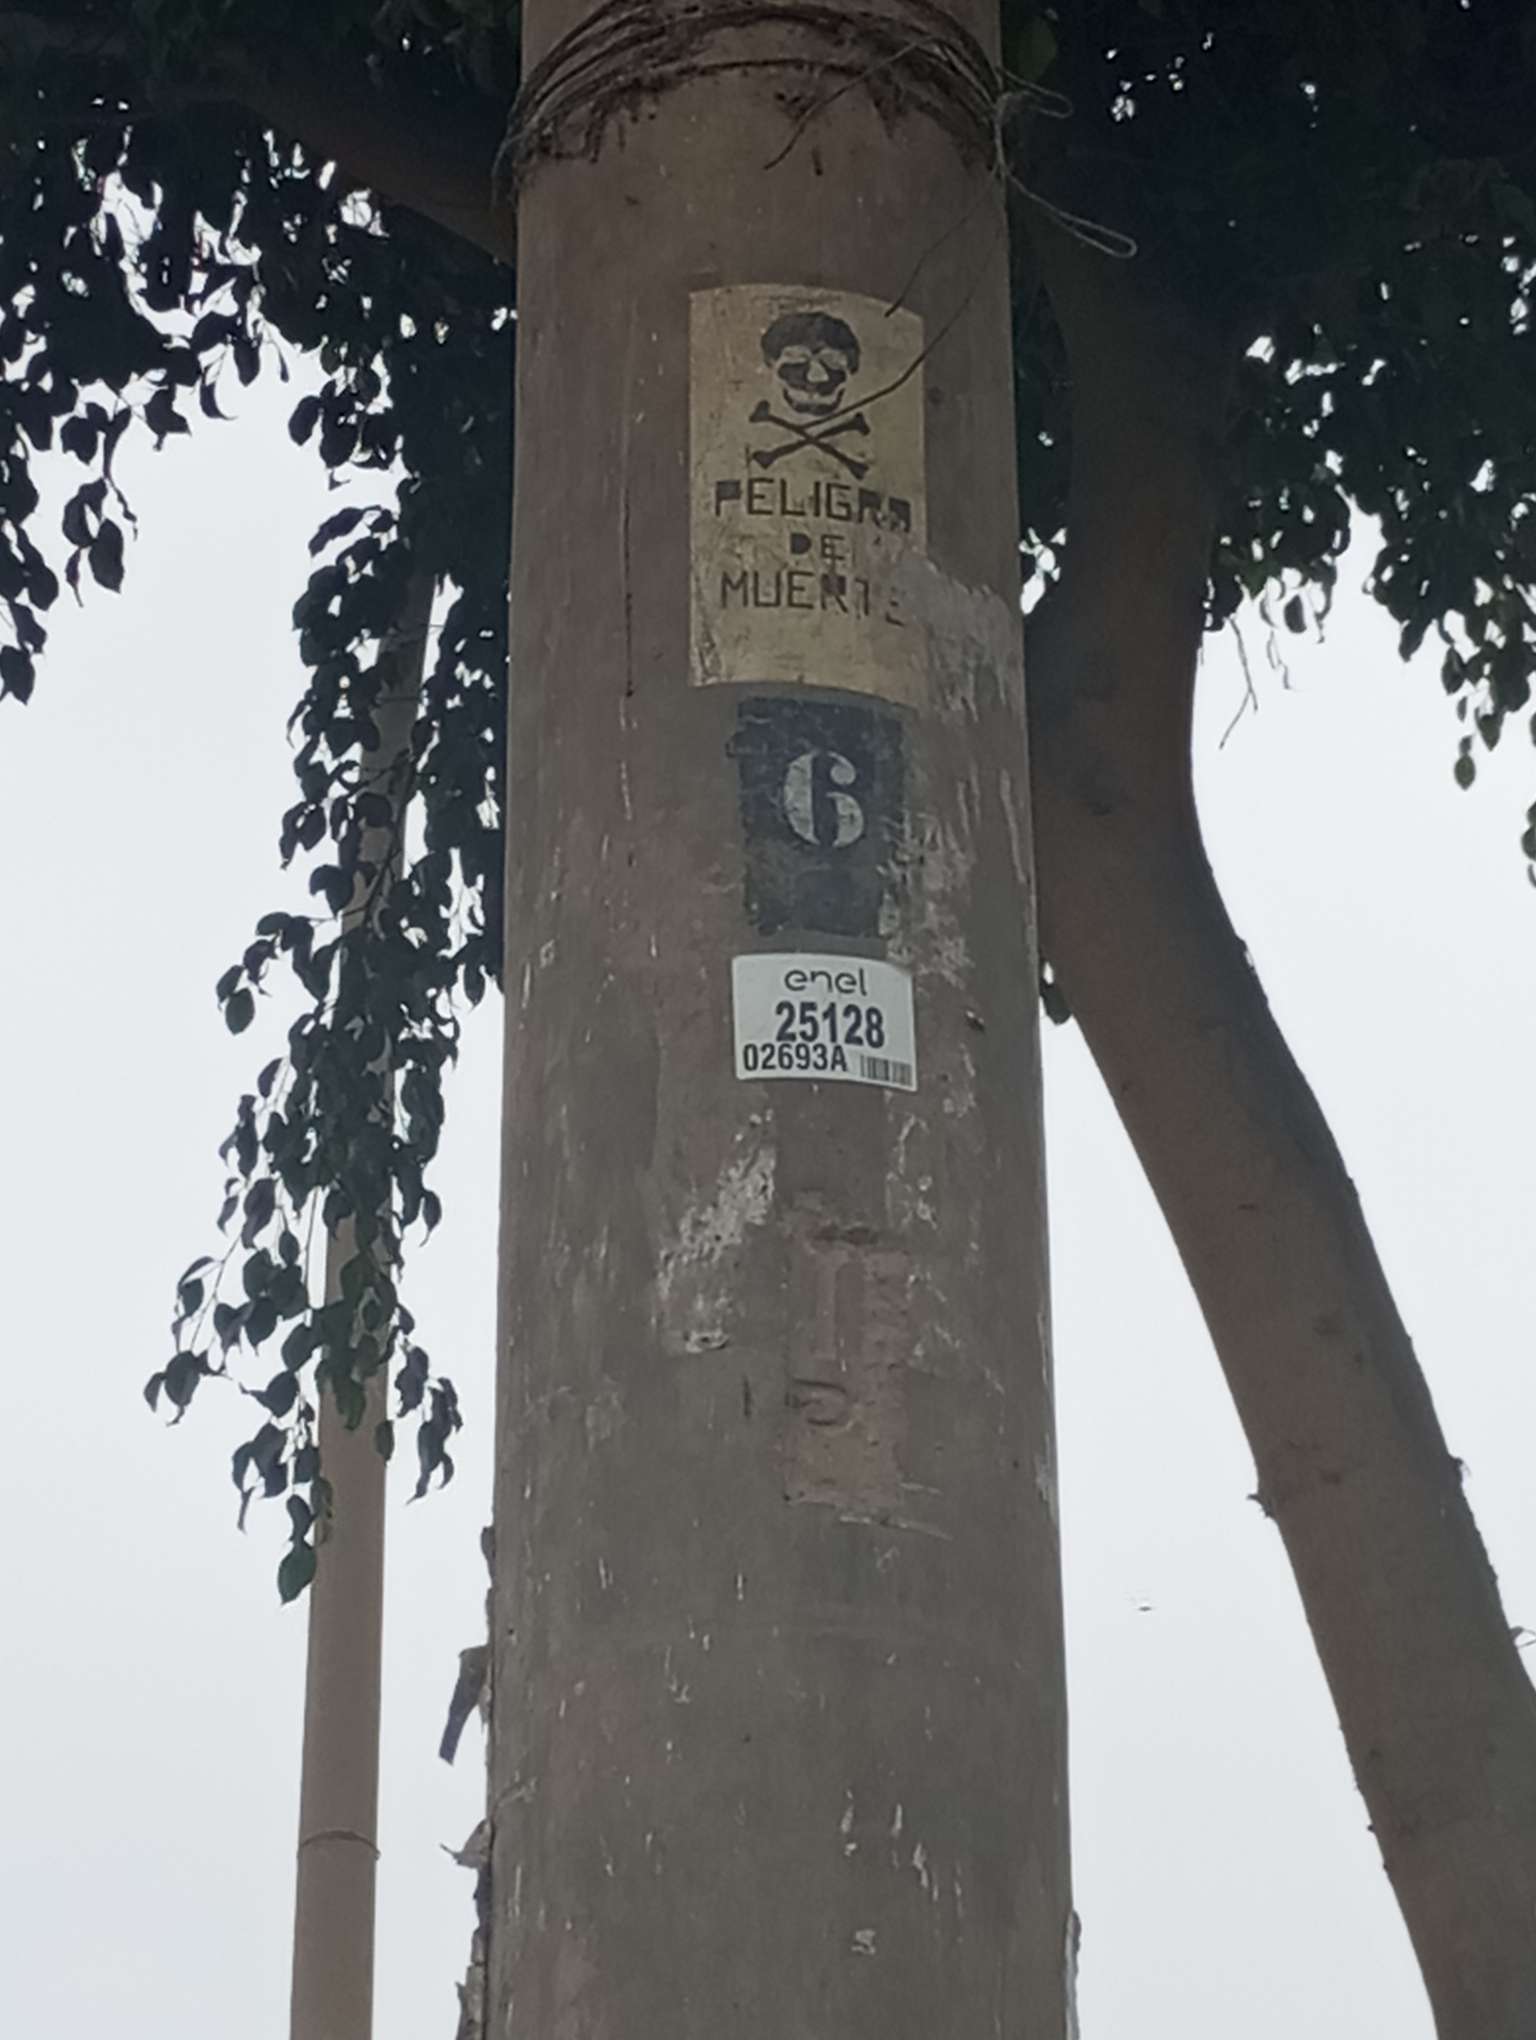 PELIGRO
DE
MUERTE
6
enel
25128
02693A